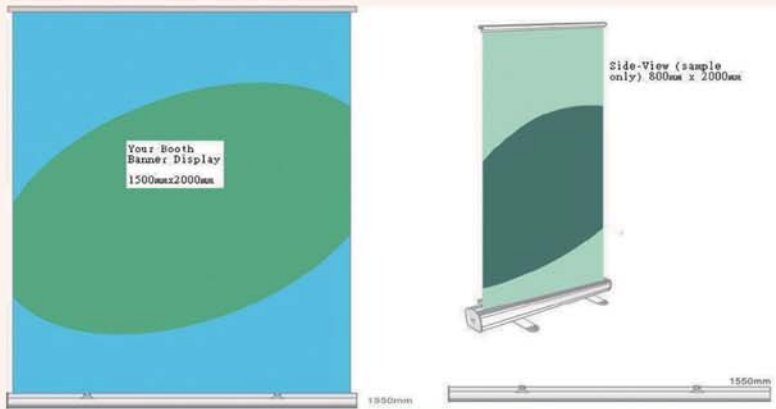 Your Booth
Banner Display
1500mmx2000mm
Side-View (sample
only) 800mm x 2000mm
1550mm
1550mm